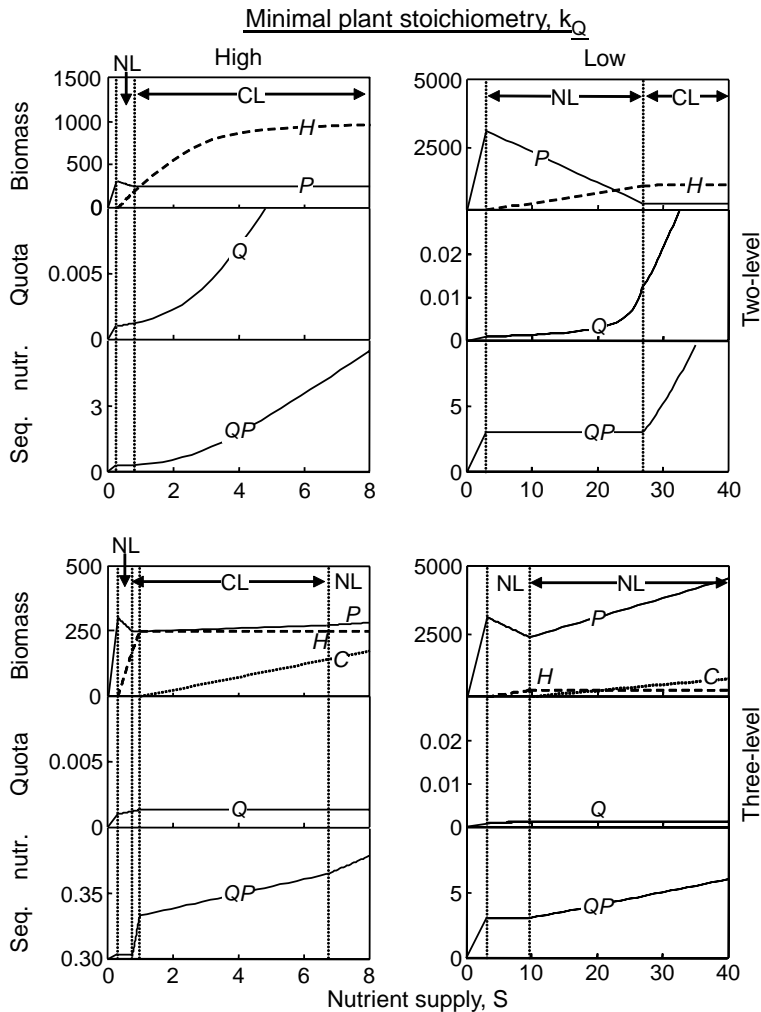 Minimal plant stoichiometry, kQ
High
Low
NL
CL
1500
1000
500
0
Biomass
H
P
NL
CL
5000
2500
0
P
H
Quota
0.005
0
Q
0.02
0.01
0
Q
Two-level
Seq. nutr.
3
0
QP
0 2 4 6 8
5
0
QP
0 10 20 30 40
NL
CL
NL
500
250
0
Biomass
P
H
C
NL
NL
5000
2500
0
P
H
C
Quota
0.005
0
Q
0.02
0.01
0
Q
Three-level
Seq. nutr.
0.35
0.30
QP
0 2 4 6 8
5
0
QP
0 10 20 30 40
Nutrient supply, S